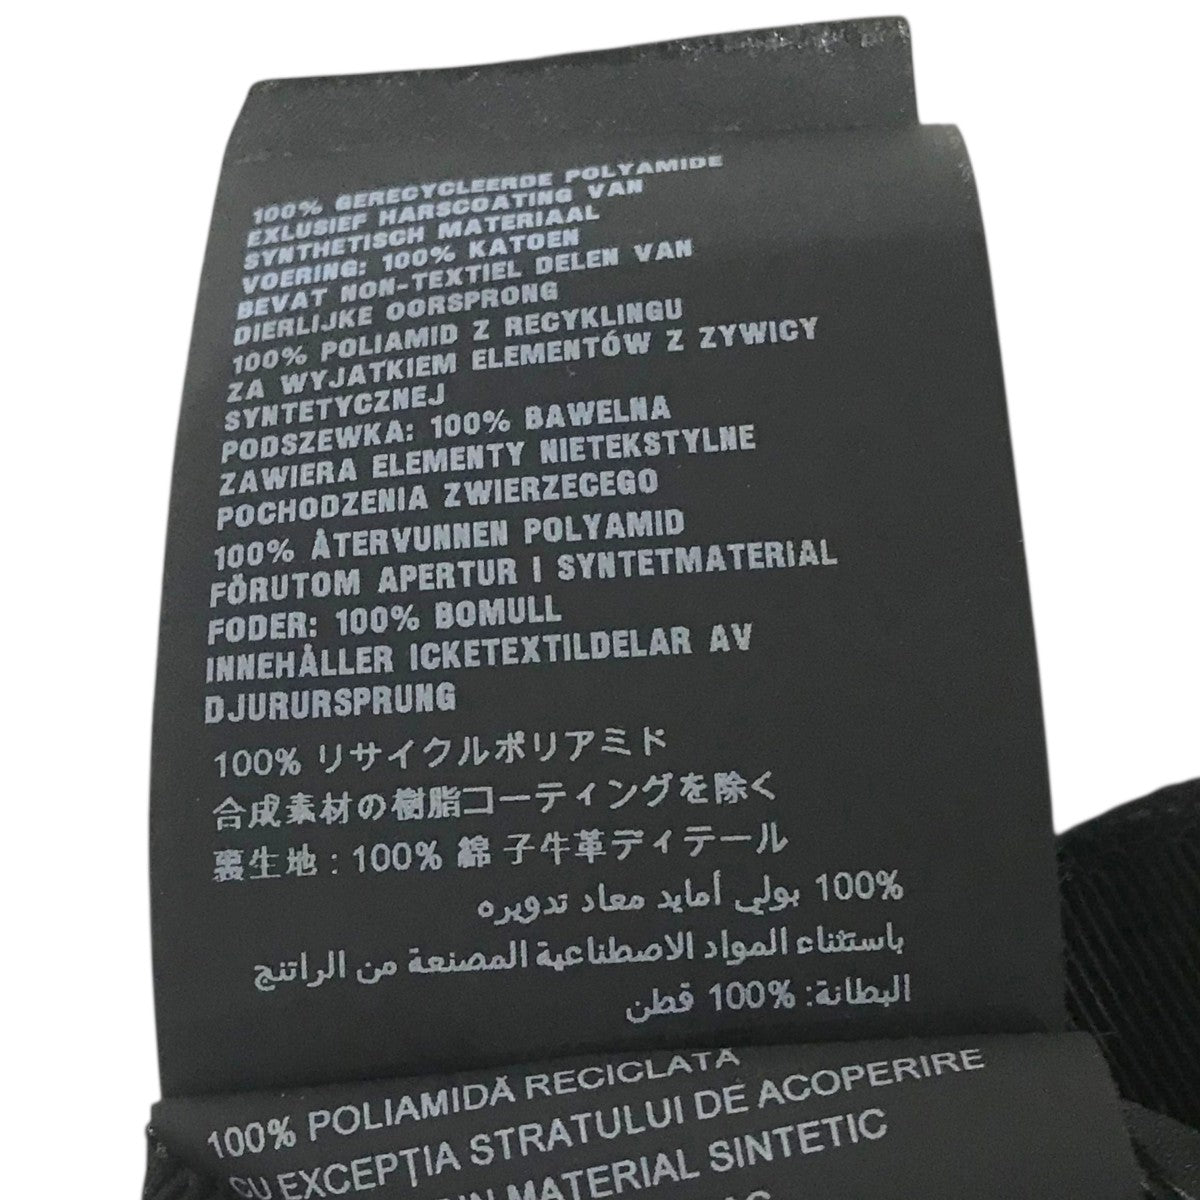 100% GERECYCLEERDE POLYAMIDE
EXLUSIEF HARSCOATING VAN
SYNTHETISCH MATERIAAL
VOERING: 100% KATOEN
BEVAT NON-TEXTIEL DELEN VAN
DIERLIJKE OORSPRONG
100% POLIAMID Z RECYKLINGU
ZA WYJATKIEM ELEMENTÓW Z ZYWICY
SYNTETYCZNEJ
PODSZEWKA: 100% BAWELNA
ZAWIERA ELEMENTY NIETEKSTYLNE
POCHODZENIA ZWIERZECEGO
100% ÅTERVUNNEN POLYAMID
FÖRUTOM APERTUR I SYNTETMATERIAL
FODER: 100% BOMULL
INNEHÅLLER ICKETEXTILDELAR AV
DJURURSPRUNG
100% リサイクルポリアミド
合成素材の樹脂コーティングを除く
裏生地 : 100% 綿 子牛革ディテール
100% بولي أمايد معاد تدويره
باستثناء المواد الاصطناعية المصنعة من الراتنج
البطانة: 100% قطن
100% POLIAMIDĂ RECICLATĂ
CU EXCEPȚIA STRATULUI DE ACOPERIRE
DIN MATERIAL SINTETIC